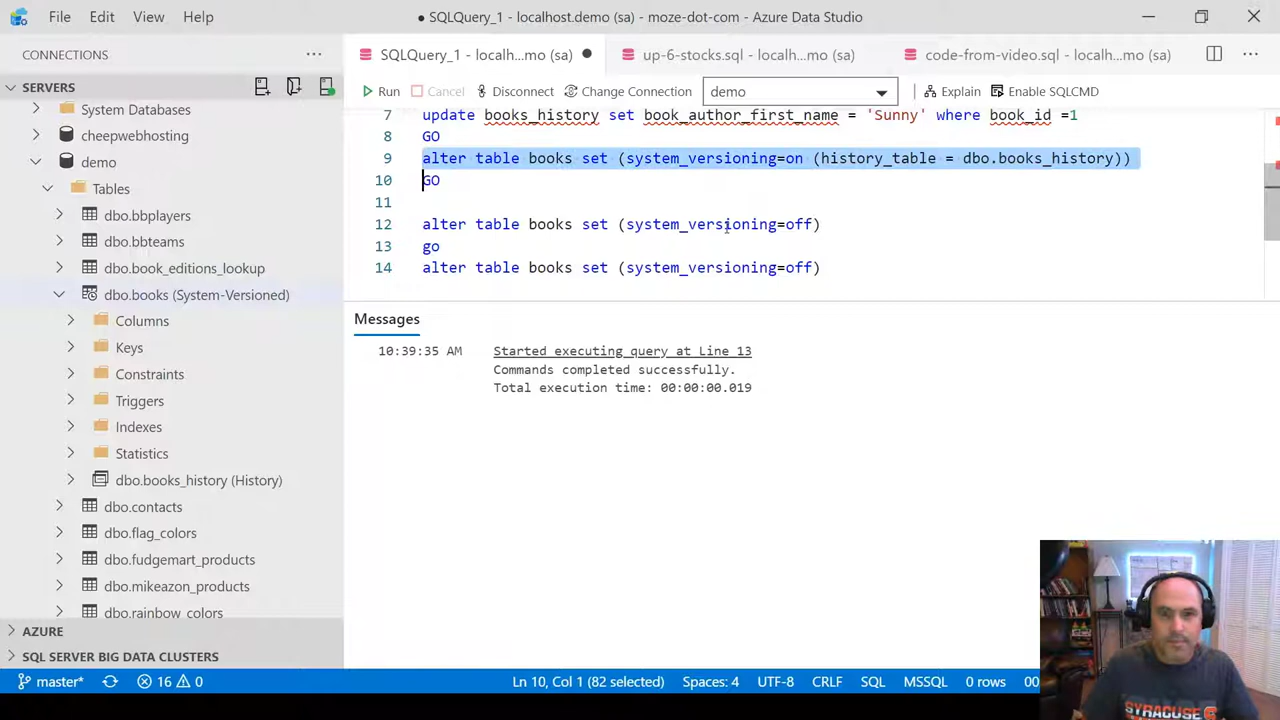 File Edit View Help
● SQLQuery_1 - localhost.demo (sa) - moze-dot-com - Azure Data Studio
CONNECTIONS
SERVERS
System Databases
cheepwebhosting
demo
Tables
dbo.bbplayers
dbo.bbteams
dbo.book_editions_lookup
dbo.books (System-Versioned)
Columns
Keys
Constraints
Triggers
Indexes
Statistics
dbo.books_history (History)
dbo.contacts
dbo.flag_colors
dbo.fudgemart_products
dbo.mikeazon_products
dbo.rainbow_colors
AZURE
SQL SERVER BIG DATA CLUSTERS
SQLQuery_1 - localh...mo (sa) ●
up-6-stocks.sql - localh...mo (sa)
code-from-video.sql - localh...mo (sa)
Run Cancel Disconnect Change Connection demo Explain Enable SQLCMD
7 update books_history set book_author_first_name = 'Sunny' where book_id =1
8 GO
9 alter table books set (system_versioning=on (history_table = dbo.books_history))
10 GO
11
12 alter table books set (system_versioning=off)
13 go
14 alter table books set (system_versioning=off)
Messages
10:39:35 AM Started executing query at Line 13
Commands completed successfully.
Total execution time: 00:00:00.019
master* 16 0 Ln 10, Col 1 (82 selected) Spaces: 4 UTF-8 CRLF SQL MSSQL 0 rows 00
SYRACUSE